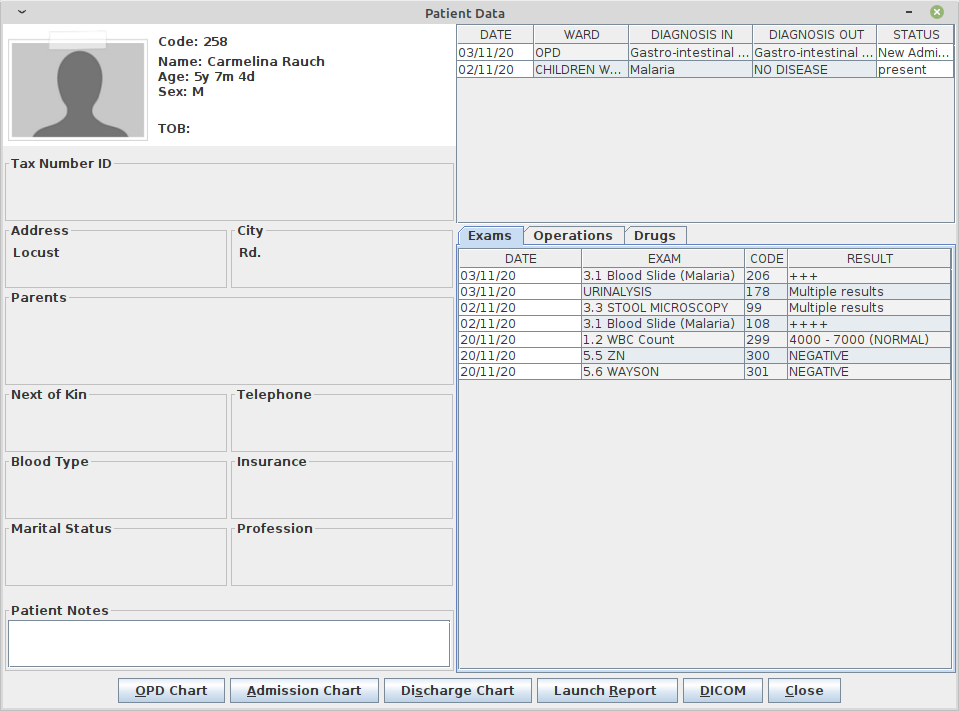 Patient Data
Code: 258
Name: Carmelina Rauch
Age: 5y 7m 4d
Sex: M
TOB:
Tax Number ID
Address City
Locust Rd.
Parents
Next of Kin Telephone
Blood Type Insurance
Marital Status Profession
Patient Notes
DATE WARD DIAGNOSIS IN DIAGNOSIS OUT STATUS
03/11/20 OPD Gastro-intestinal ... Gastro-intestinal ... New Admi...
02/11/20 CHILDREN W... Malaria NO DISEASE present
Exams Operations Drugs
DATE EXAM CODE RESULT
03/11/20 3.1 Blood Slide (Malaria) 206 +++
03/11/20 URINALYSIS 178 Multiple results
02/11/20 3.3 STOOL MICROSCOPY 99 Multiple results
02/11/20 3.1 Blood Slide (Malaria) 108 ++++
20/11/20 1.2 WBC Count 299 4000 - 7000 (NORMAL)
20/11/20 5.5 ZN 300 NEGATIVE
20/11/20 5.6 WAYSON 301 NEGATIVE
OPD Chart Admission Chart Discharge Chart Launch Report DICOM Close